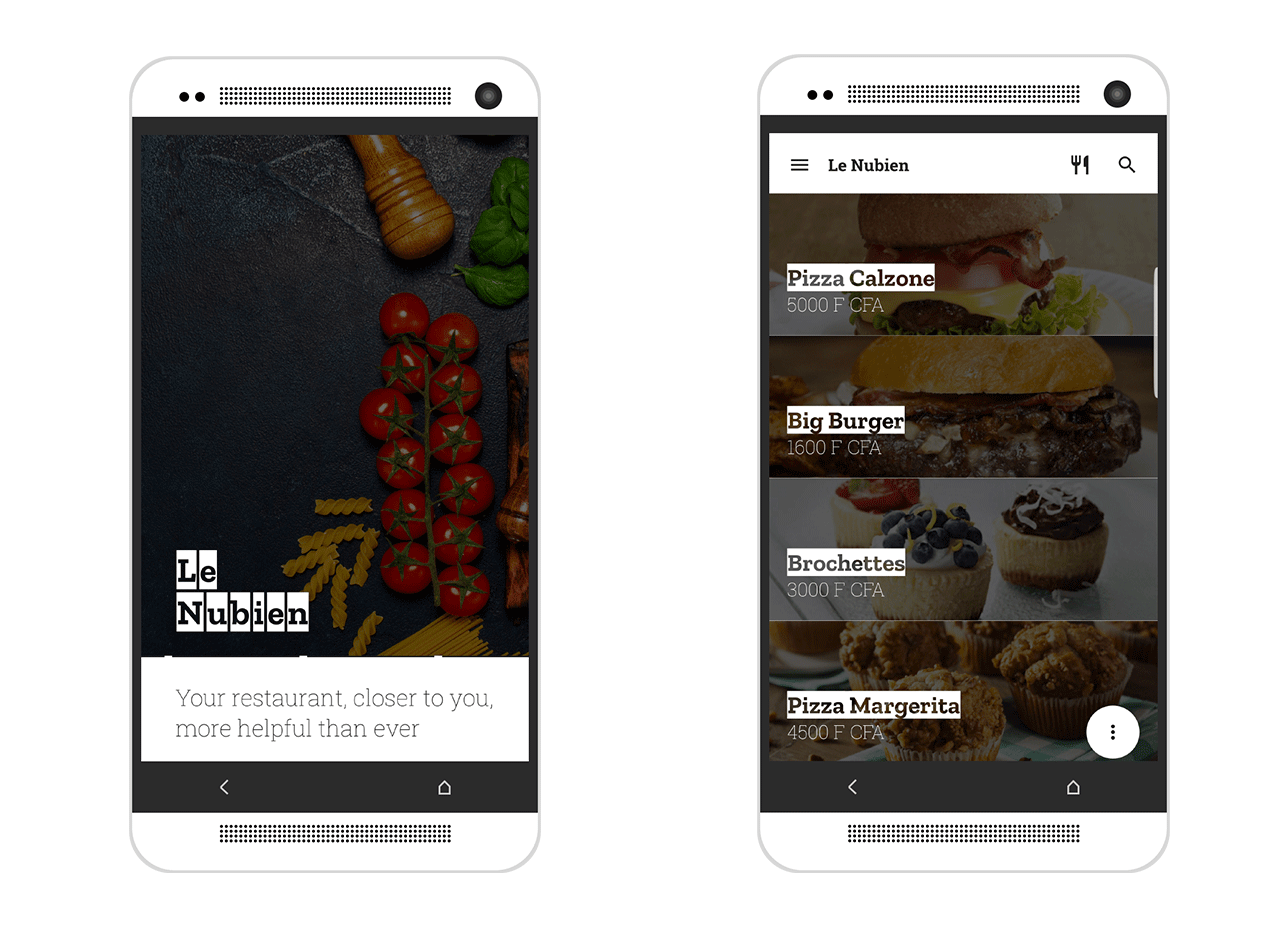 Le
Nubien
Your restaurant, closer to you,
more helpful than ever
Le Nubien
Pizza Calzone
5000 F CFA
Big Burger
1600 F CFA
Brochettes
3000 F CFA
Pizza Margerita
4500 F CFA